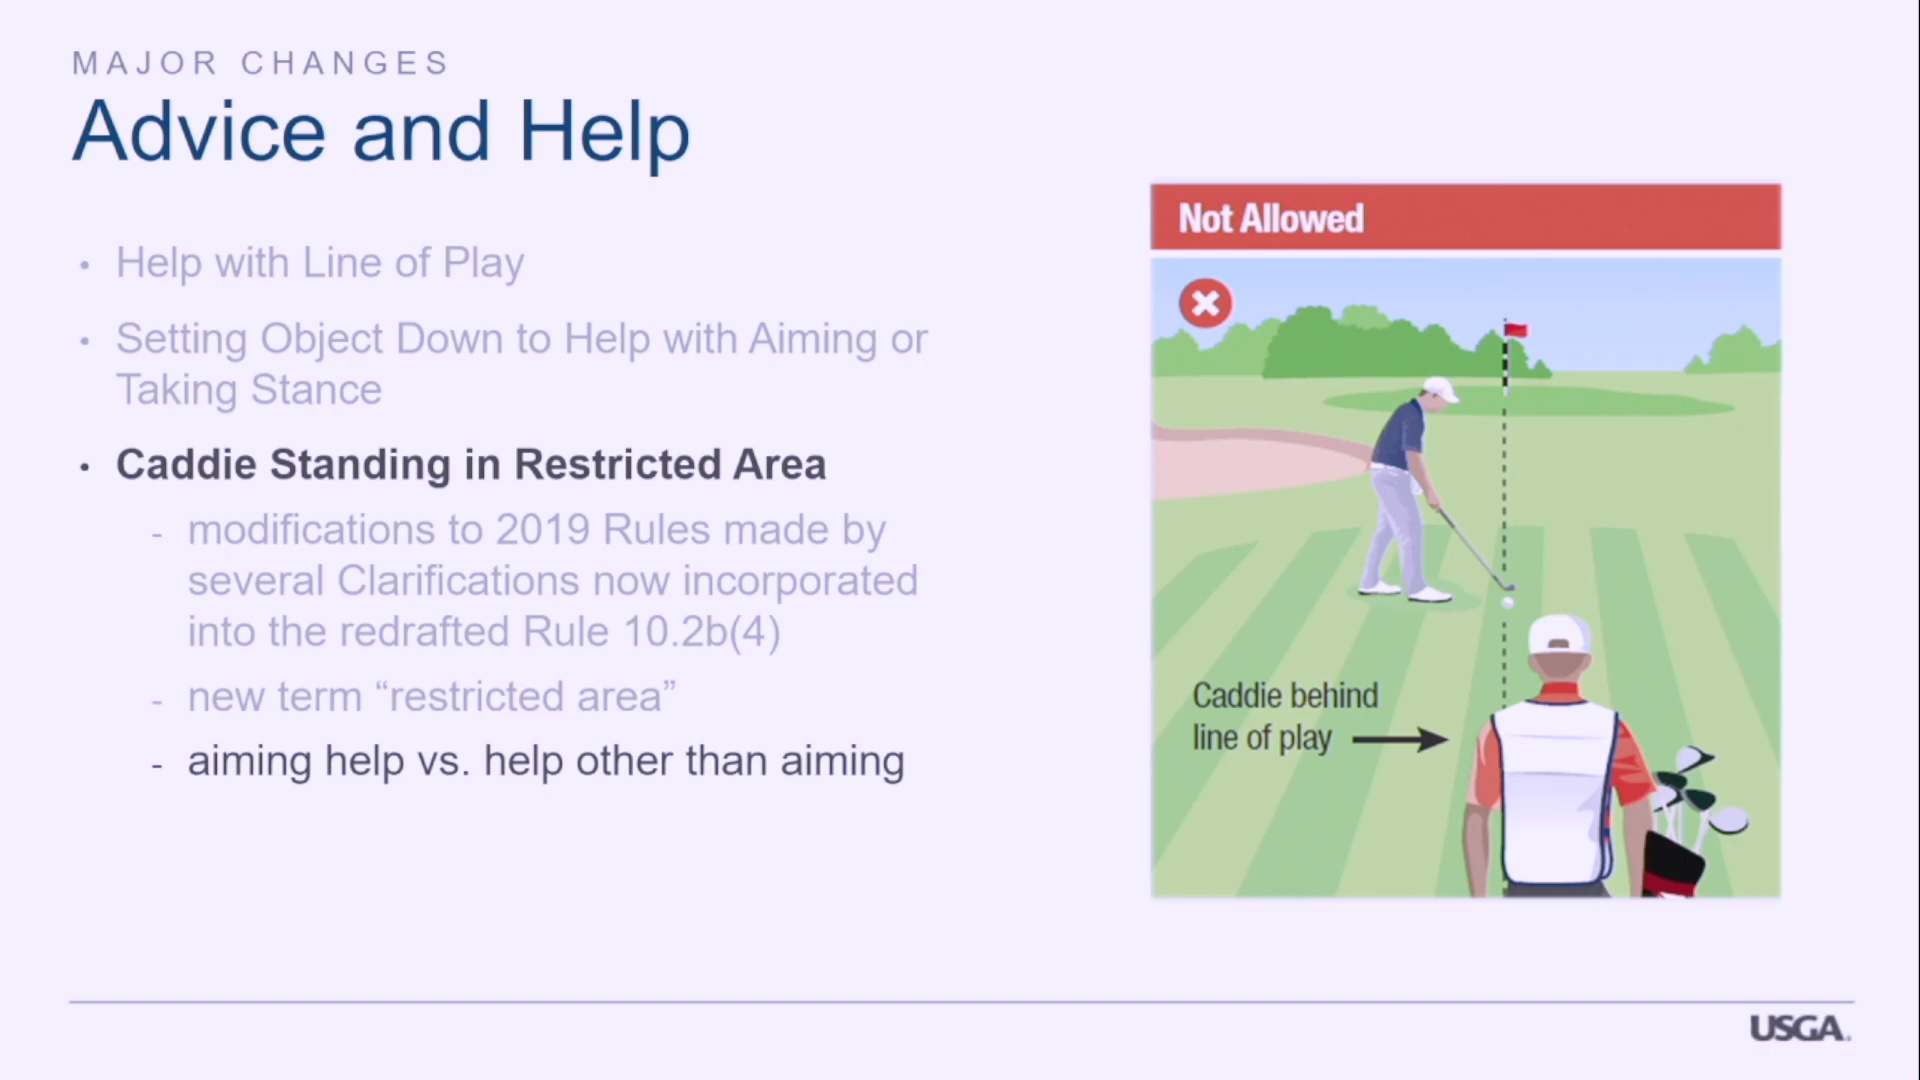 MAJOR CHANGES
Advice and Help
• Help with Line of Play
• Setting Object Down to Help with Aiming or
Taking Stance
• Caddie Standing in Restricted Area
- modifications to 2019 Rules made by
several Clarifications now incorporated
into the redrafted Rule 10.2b(4)
- new term “restricted area”
- aiming help vs. help other than aiming
Not Allowed
Caddie behind
line of play
USGA.